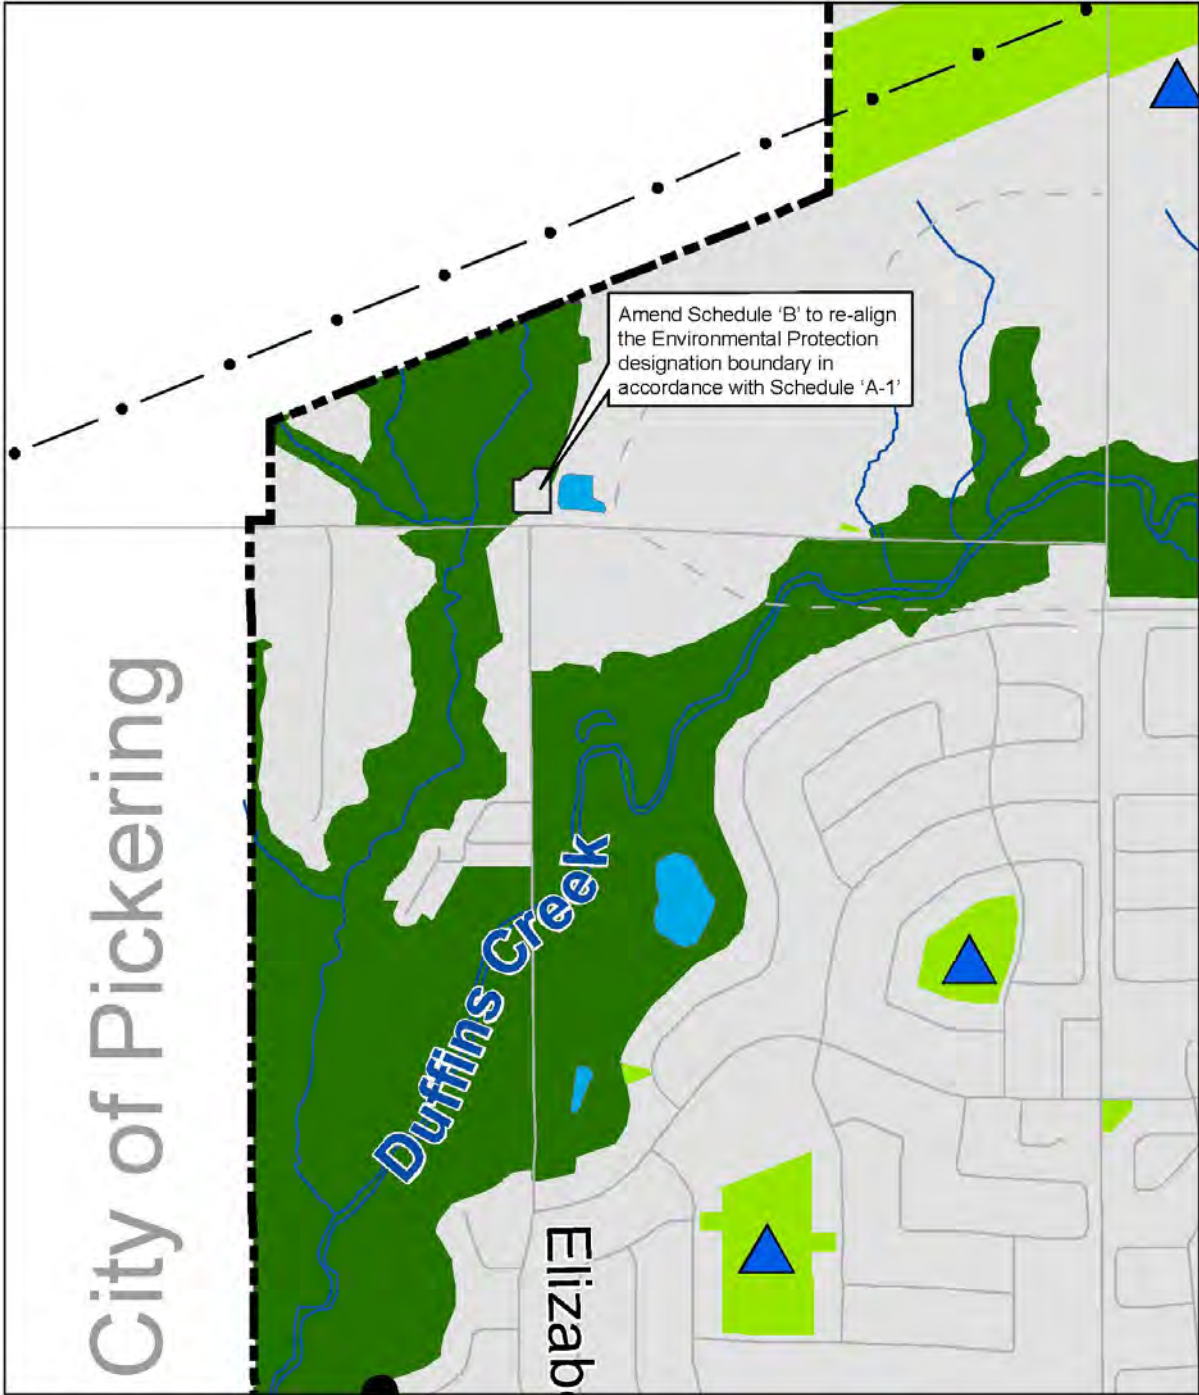 Amend Schedule 'B' to re-align
the Environmental Protection
designation boundary in
accordance with Schedule 'A-1'
City of Pickering
Duffins Creek
Elizab